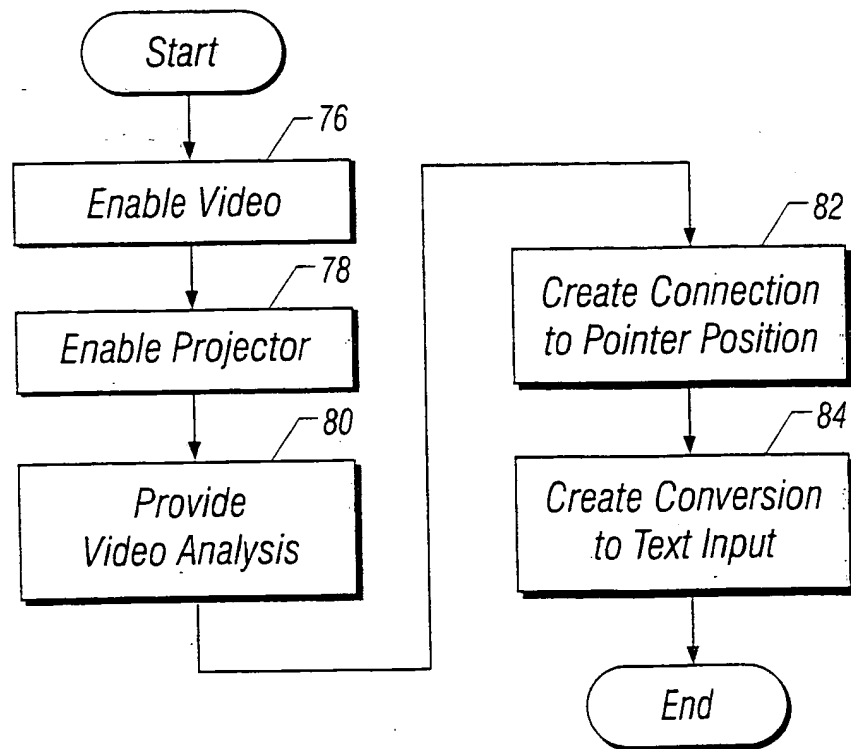 Start
76
Enable Video
78
Enable Projector
80
Provide
Video Analysis
82
Create Connection
to Pointer Position
84
Create Conversion
to Text Input
End